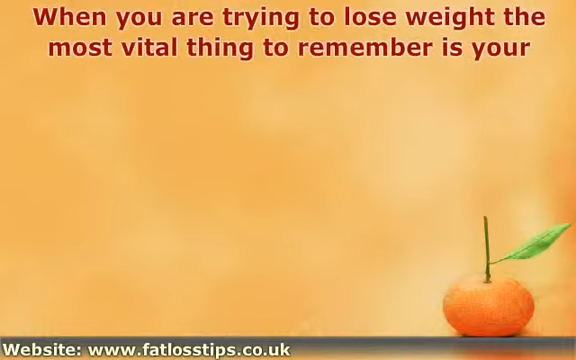 When you are trying to lose weight the
most vital thing to remember is your
Website: www.fatlosstips.co.uk